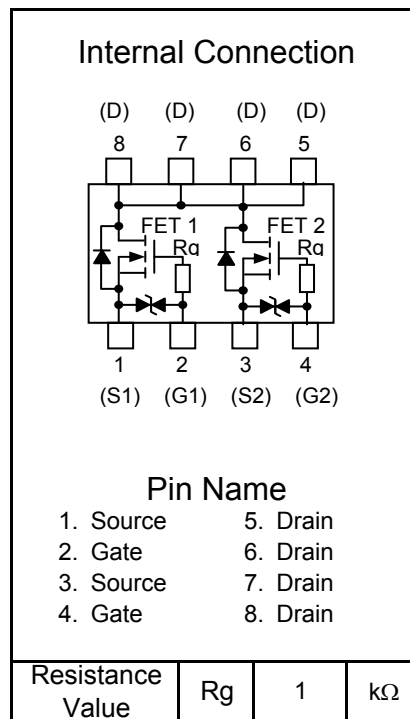 Internal Connection
(D) (D) (D) (D)
8 7 6 5
FET 1 FET 2
Rg Rg
1 2 3 4
(S1) (G1) (S2) (G2)
Pin Name
1. Source 5. Drain
2. Gate 6. Drain
3. Source 7. Drain
4. Gate 8. Drain
Resistance Value Rg 1 kΩ